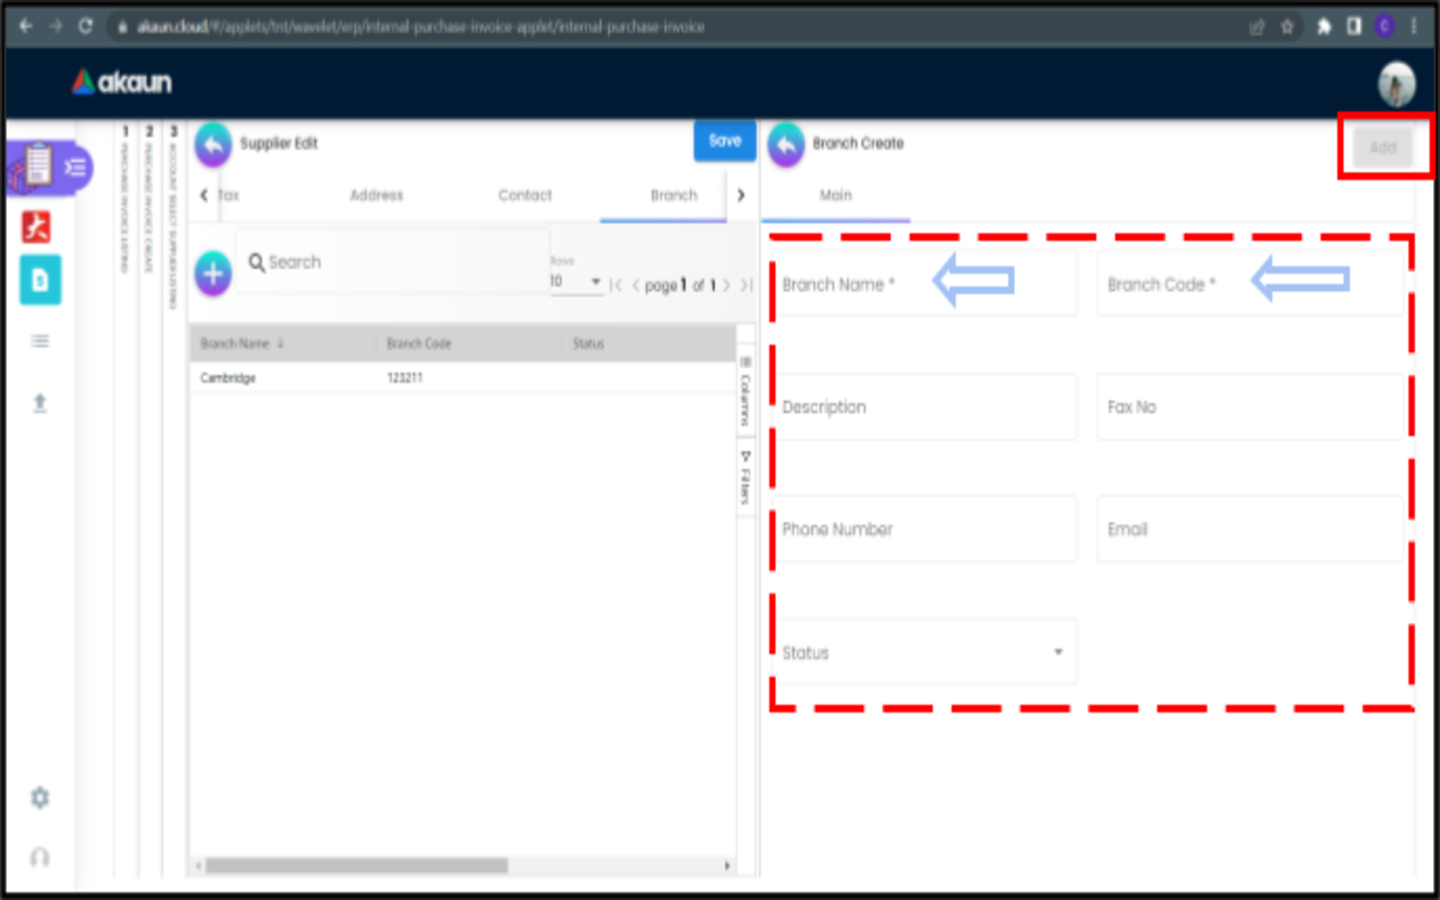 akaun.cloud/#/applets/tnt/wavelet/erp/internal-purchase-invoice-applet/internal-purchase-invoice
C
akaun
1 PURCHASE INVOICE LISTING
2 PURCHASE INVOICE CREATE
3 ACCOUNT SELECT SUPPLIER LISTING
Supplier Edit
Save
Branch Create
Add
Tax
Address
Contact
Branch
Main
Search
Rows
10
page 1 of 1
Branch Name *
Branch Code *
Branch Name
Branch Code
Status
Cambridge
123211
Columns
Filters
Description
Fax No
Phone Number
Email
Status